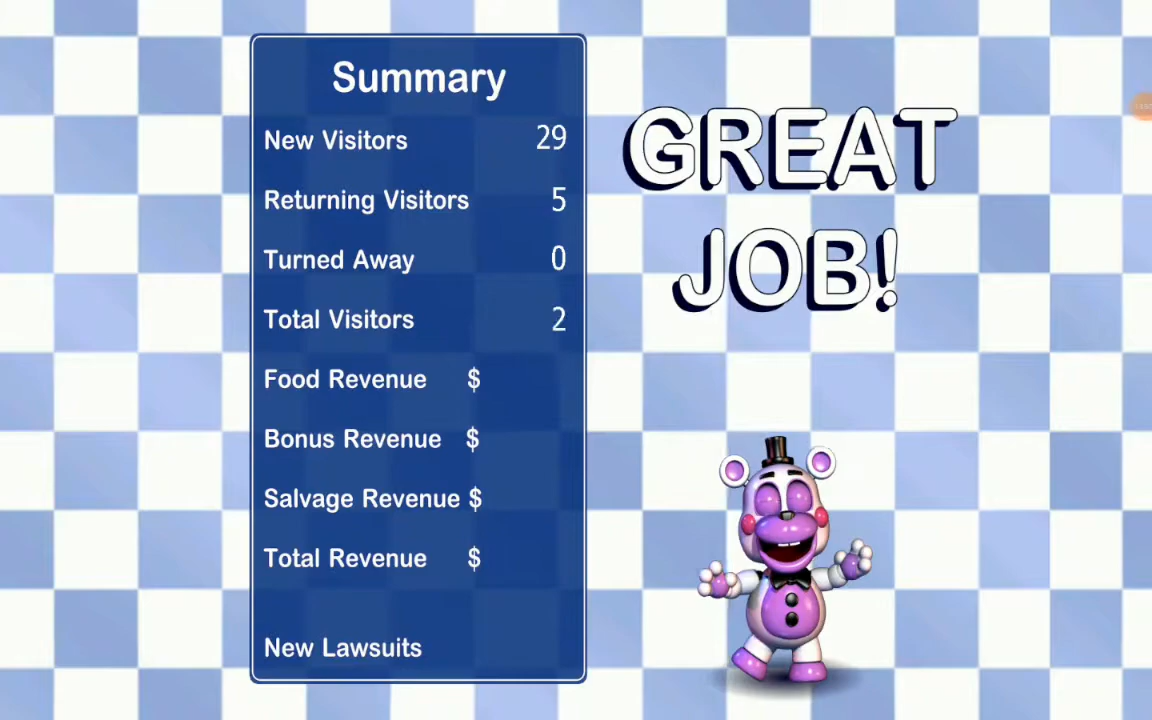 Summary
New Visitors 29
Returning Visitors 5
Turned Away 0
Total Visitors 2
Food Revenue $
Bonus Revenue $
Salvage Revenue $
Total Revenue $
New Lawsuits
GREAT
JOB!